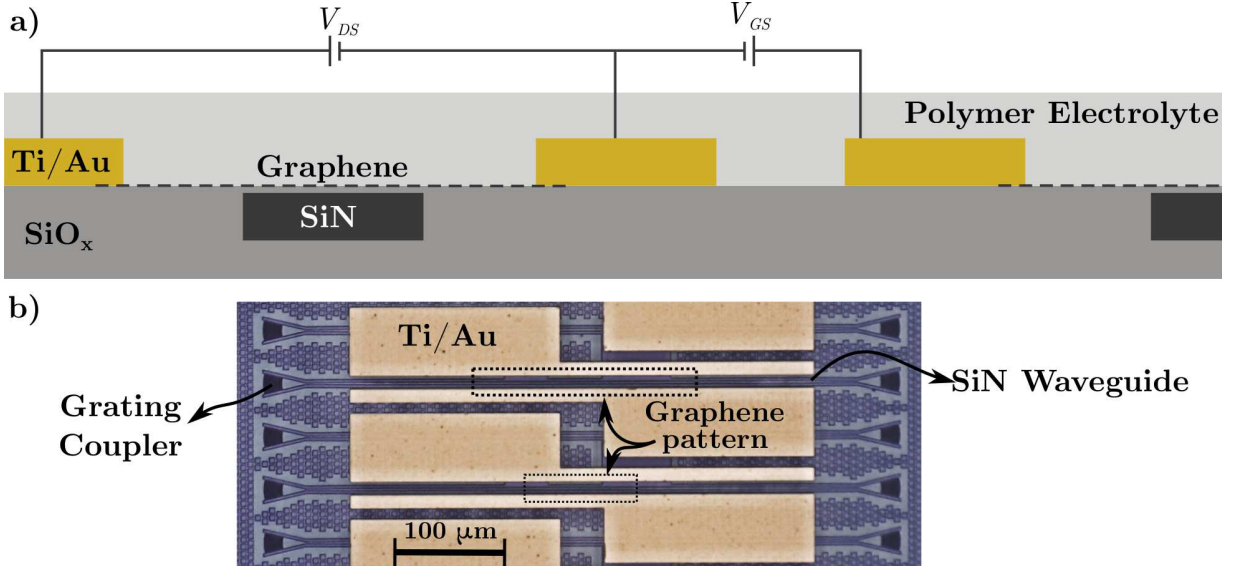 a)
V_DS
V_GS
Polymer Electrolyte
Ti/Au
Graphene
SiN
SiO_x
b)
Ti/Au
SiN Waveguide
Grating
Coupler
Graphene
pattern
100 μm